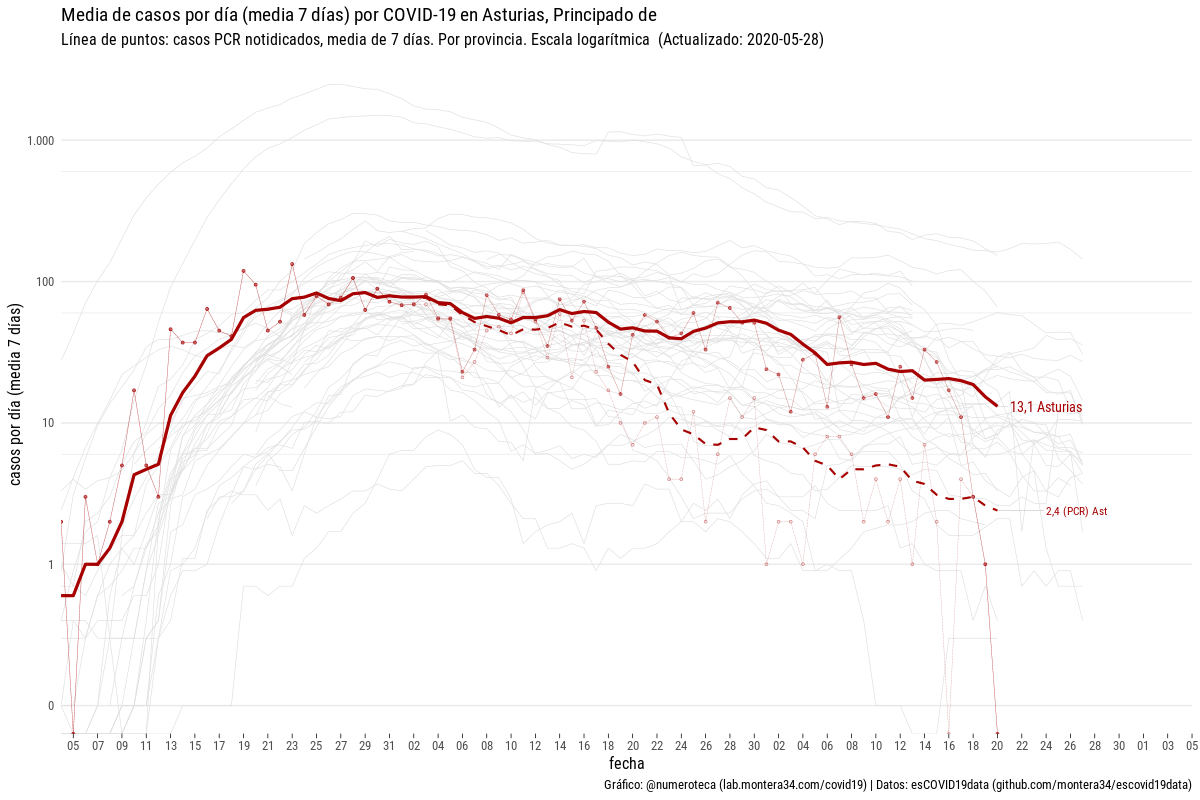 Media de casos por día (media 7 días) por COVID-19 en Asturias, Principado de
Línea de puntos: casos PCR notidicados, media de 7 días. Por provincia. Escala logarítmica (Actualizado: 2020-05-28)
casos por día (media 7 días)
1.000
100
10
1
0
13,1 Asturias
2,4 (PCR) Ast
05 07 09 11 13 15 17 19 21 23 25 27 29 31 02 04 06 08 10 12 14 16 18 20 22 24 26 28 30 02 04 06 08 10 12 14 16 18 20 22 24 26 28 30 01 03 05
fecha
Gráfico: @numeroteca (lab.montera34.com/covid19) | Datos: esCOVID19data (github.com/montera34/escovid19data)